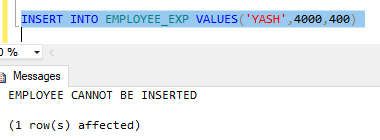 INSERT INTO EMPLOYEE_EXP VALUES('YASH',4000,400)
0 %
Messages
EMPLOYEE CANNOT BE INSERTED
(1 row(s) affected)